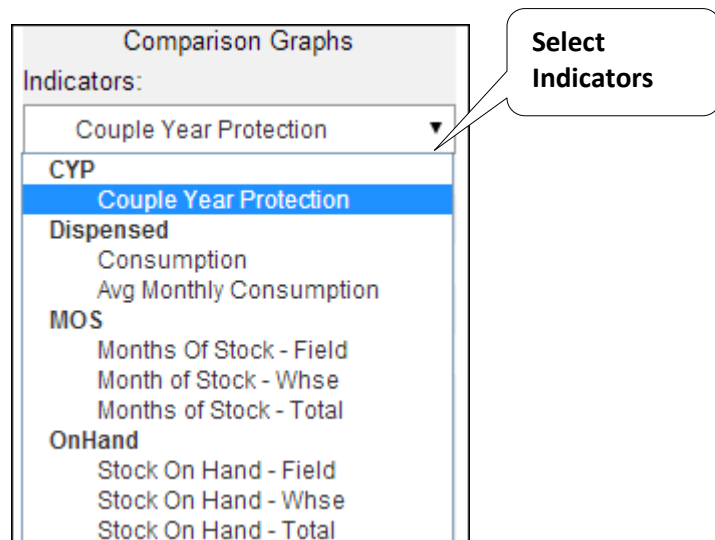 Comparison Graphs
Select
Indicators
Indicators:
Couple Year Protection
CYP
Couple Year Protection
Dispensed
Consumption
Avg Monthly Consumption
MOS
Months Of Stock - Field
Month of Stock - Whse
Months of Stock - Total
OnHand
Stock On Hand - Field
Stock On Hand - Whse
Stock On Hand - Total